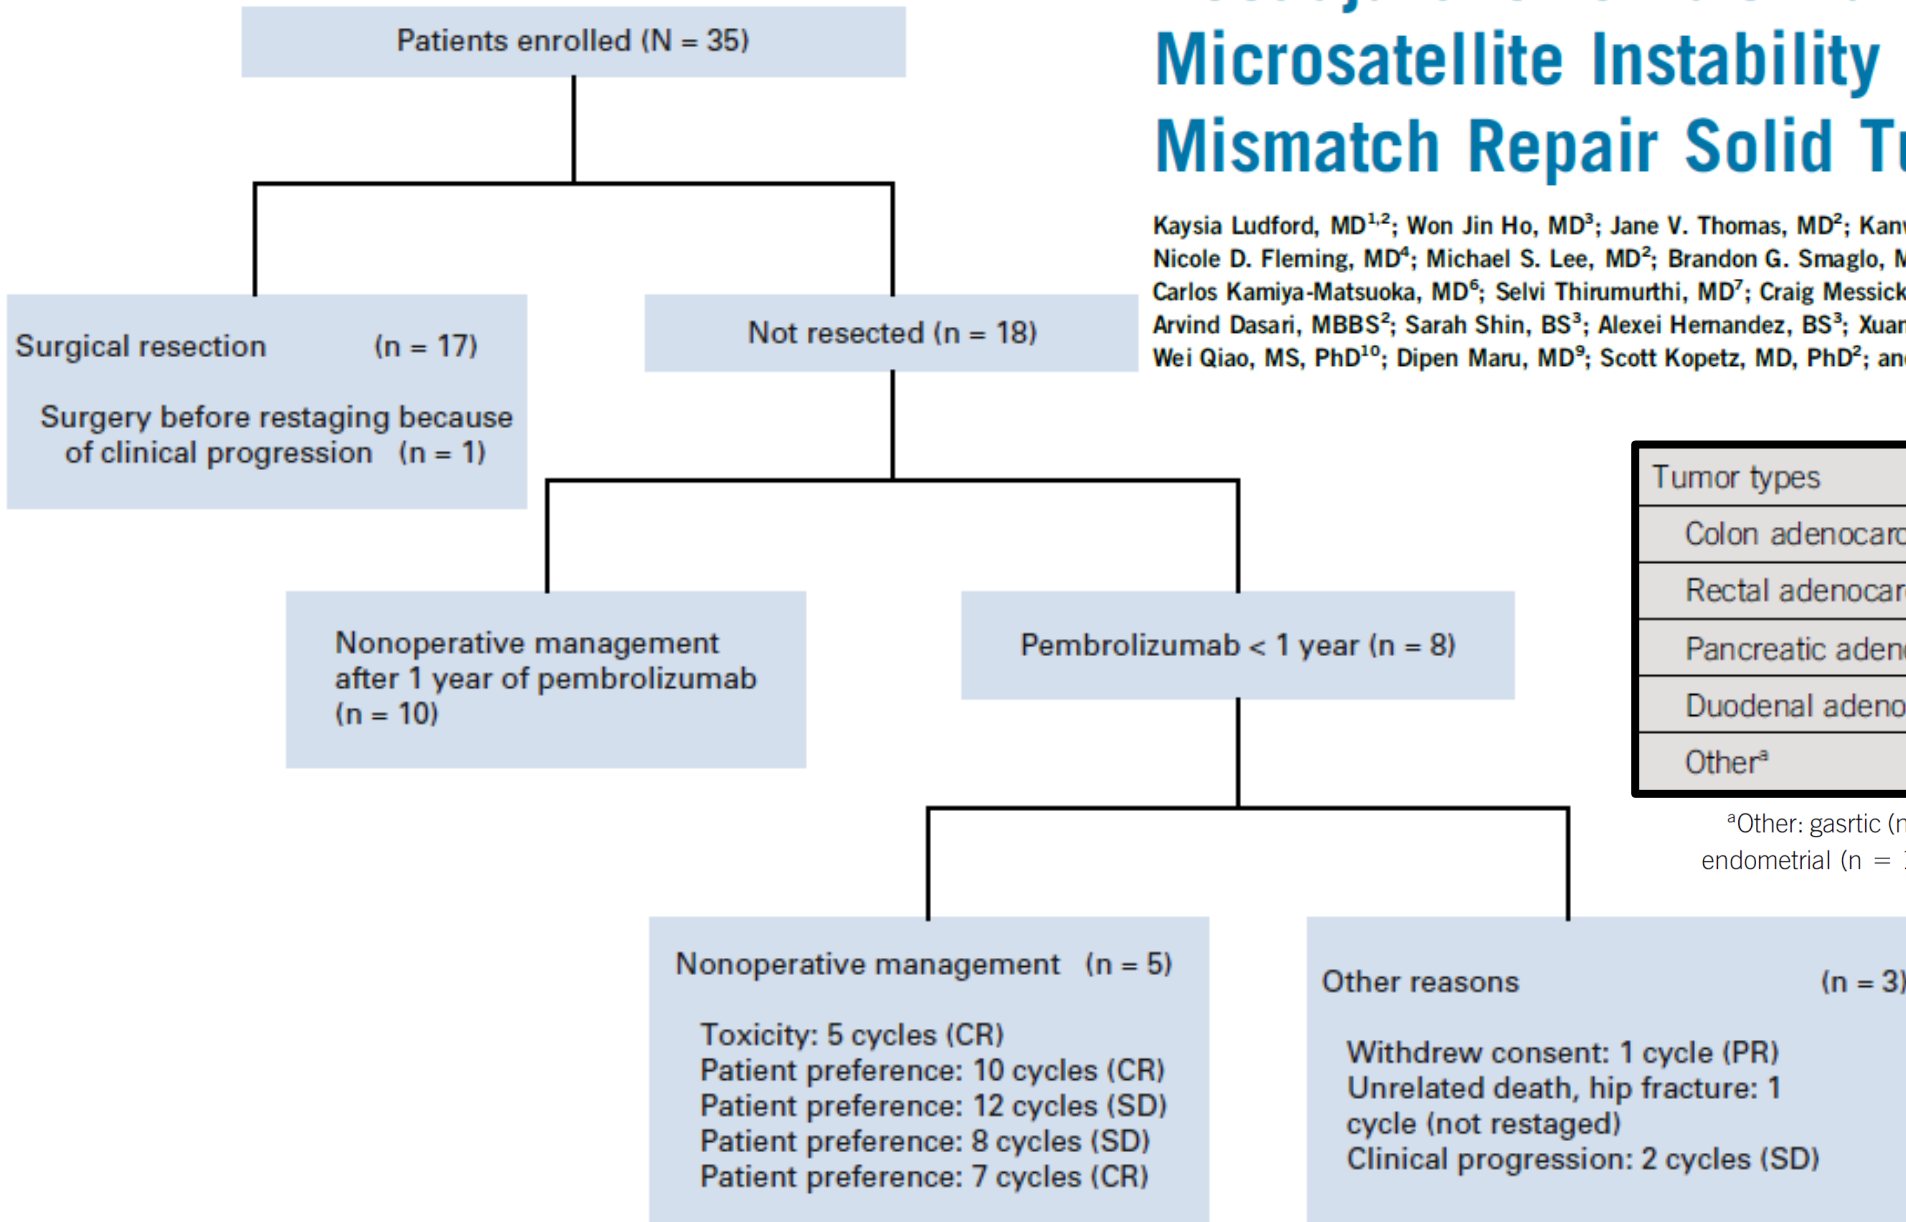 Patients enrolled (N = 35)
Microsatellite Instability
Mismatch Repair Solid
Kaysia Ludford, MD1,2; Won Jin Ho, MD3; Jane V. Thomas, MD2;
Nicole D. Fleming, MD4; Michael S. Lee, MD2; Brandon G. Smaglo,
Carlos Kamiya-Matsuoka, MD6; Selvi Thirumurthi, MD7; Craig Messick
Arvind Dasari, MBBS2; Sarah Shin, BS3; Alexei Hernandez, BS3;
Wei Qiao, MS, PhD10; Dipen Maru, MD9; Scott Kopetz, MD, PhD2;
Surgical resection (n = 17)
Surgery before restaging because
of clinical progression (n = 1)
Not resected (n = 18)
Nonoperative management
after 1 year of pembrolizumab
(n = 10)
Pembrolizumab < 1 year (n = 8)
Tumor types
Colon
Rectal
Pancreatic
Duodenal
Othera
aOther: gasrtic
endometrial (n =
Nonoperative management (n = 5)
Toxicity: 5 cycles (CR)
Patient preference: 10 cycles (CR)
Patient preference: 12 cycles (SD)
Patient preference: 8 cycles (SD)
Patient preference: 7 cycles (CR)
Other reasons (n = 3)
Withdrew consent: 1 cycle (PR)
Unrelated death, hip fracture: 1
cycle (not restaged)
Clinical progression: 2 cycles (SD)